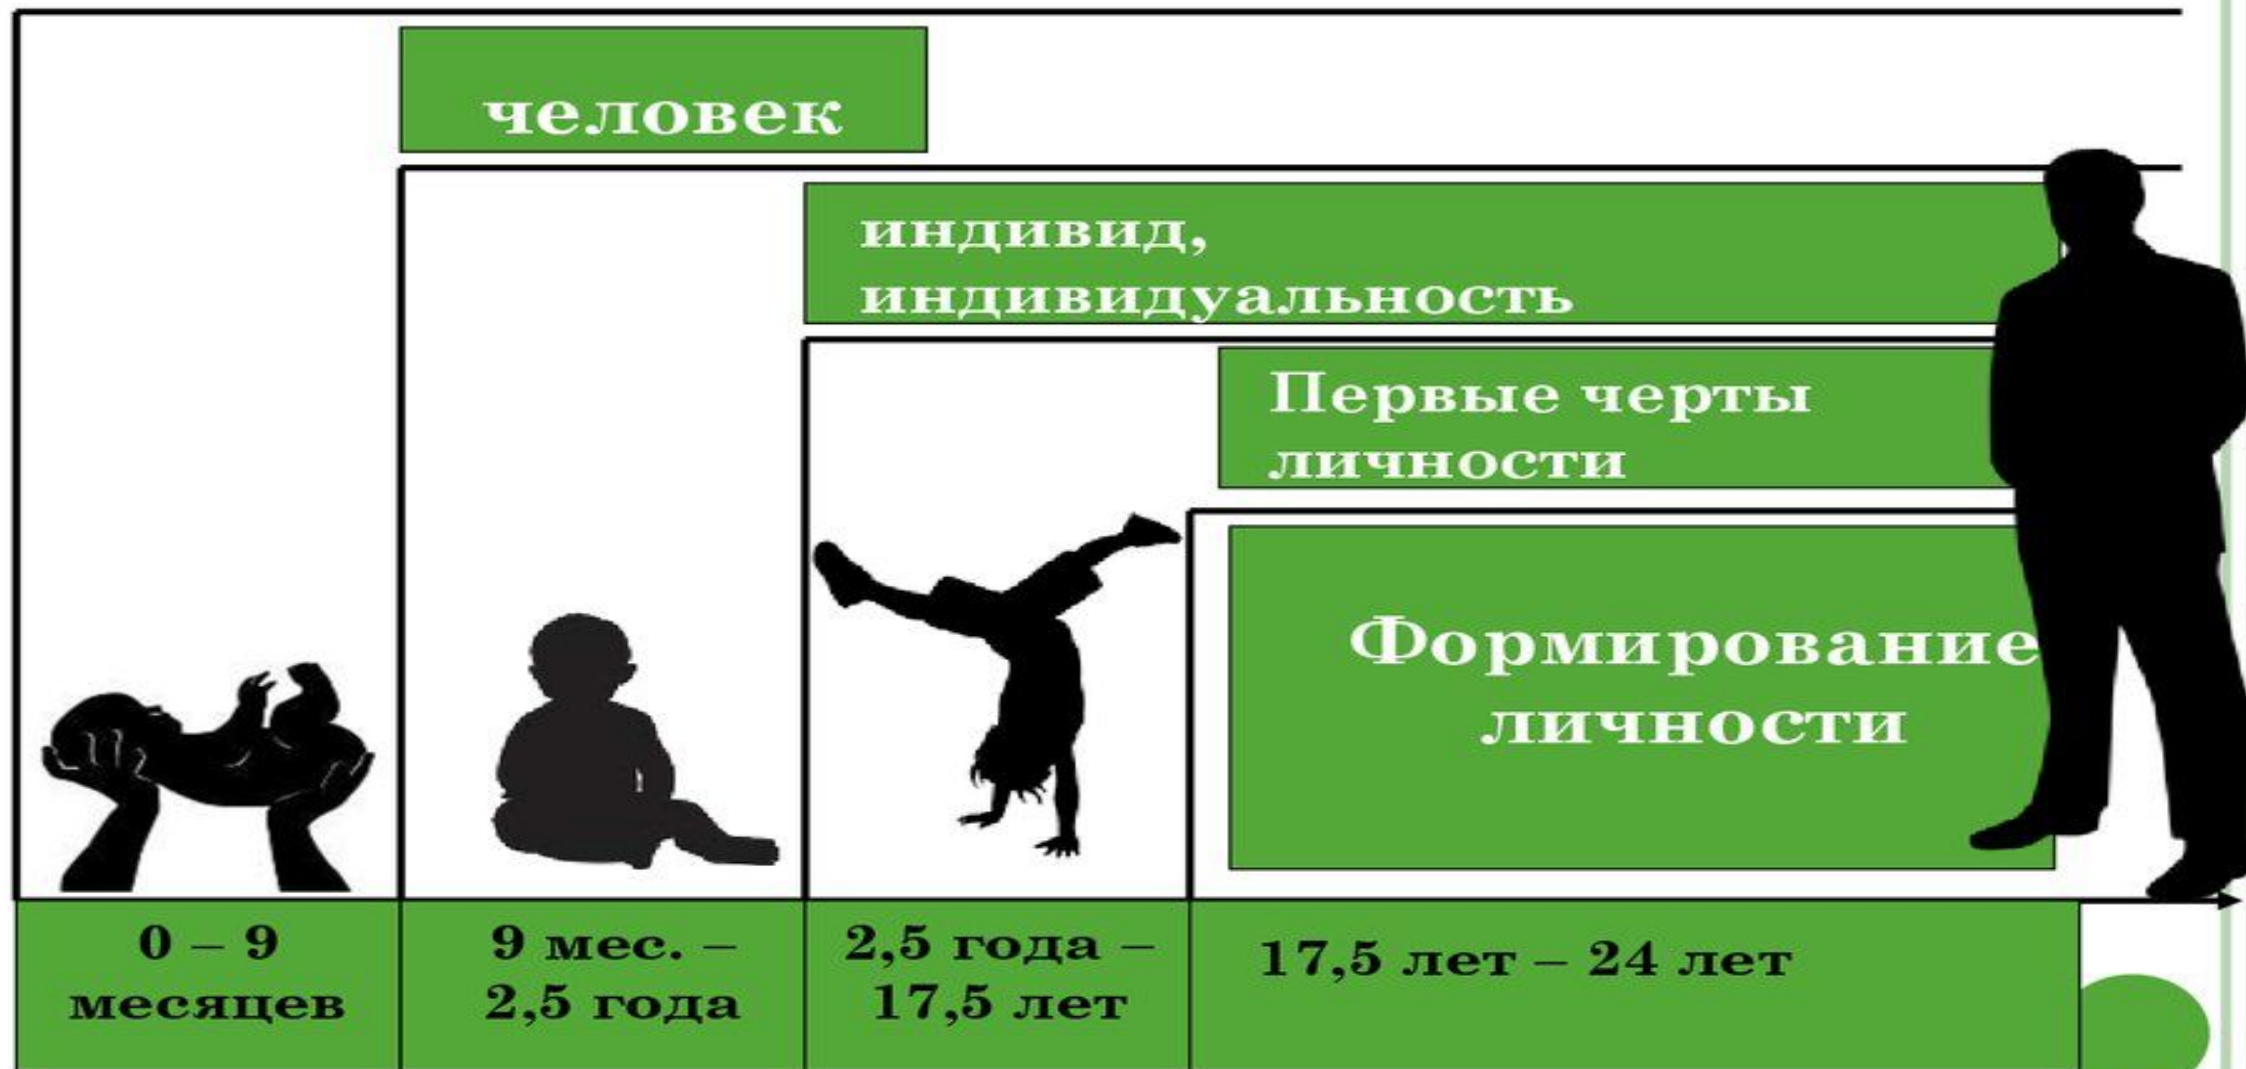 человек
индивид,
индивидуальность
Первые черты
личности
Формирование
личности
0 – 9
месяцев
9 мес. –
2,5 года
2,5 года –
17,5 лет
17,5 лет – 24 лет